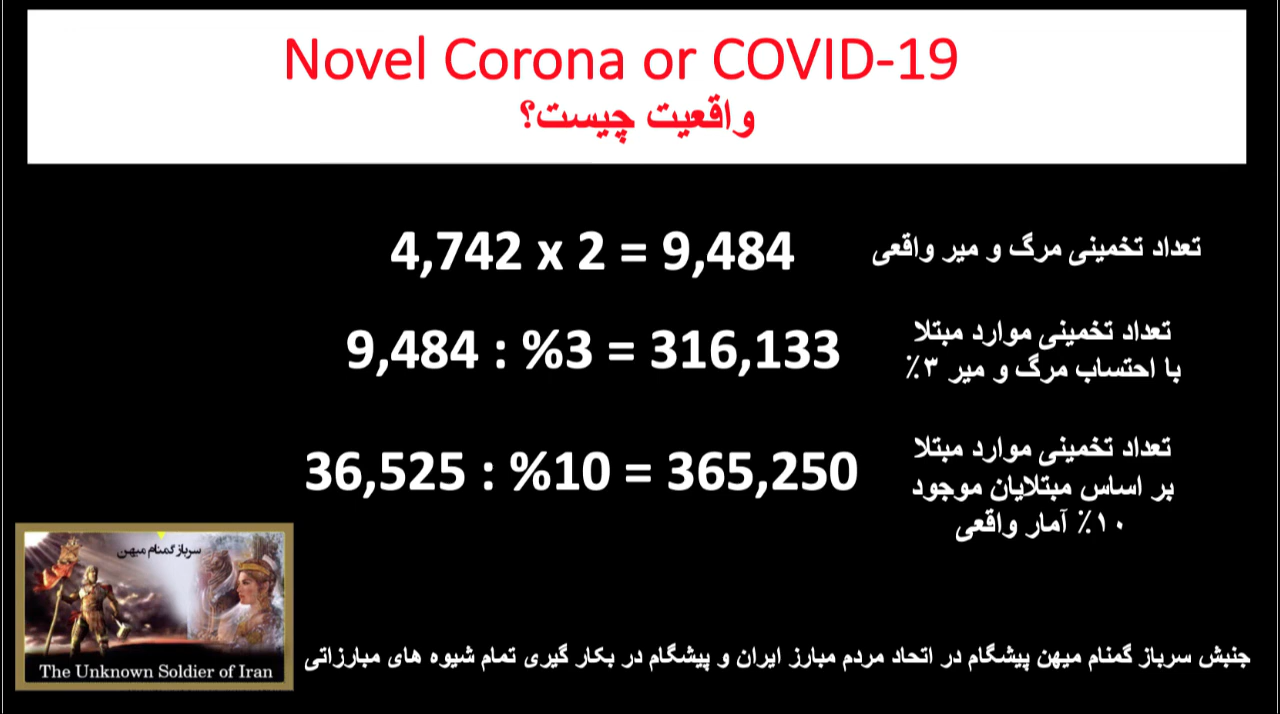 Novel Corona or COVID-19
واقعیت چیست؟
تعداد تخمینی مرگ و میر واقعی
4,742 x 2 = 9,484
تعداد تخمینی موارد مبتلا
با احتساب مرگ و میر ۳٪
9,484 : %3 = 316,133
تعداد تخمینی موارد مبتلا
بر اساس مبتلایان موجود
۱۰٪ آمار واقعی
36,525 : %10 = 365,250
سرباز گمنام میهن
The Unknown Soldier of Iran
جنبش سرباز گمنام میهن پیشگام در اتحاد مردم مبارز ایران و پیشگام در بکار گیری تمام شیوه های مبارزاتی